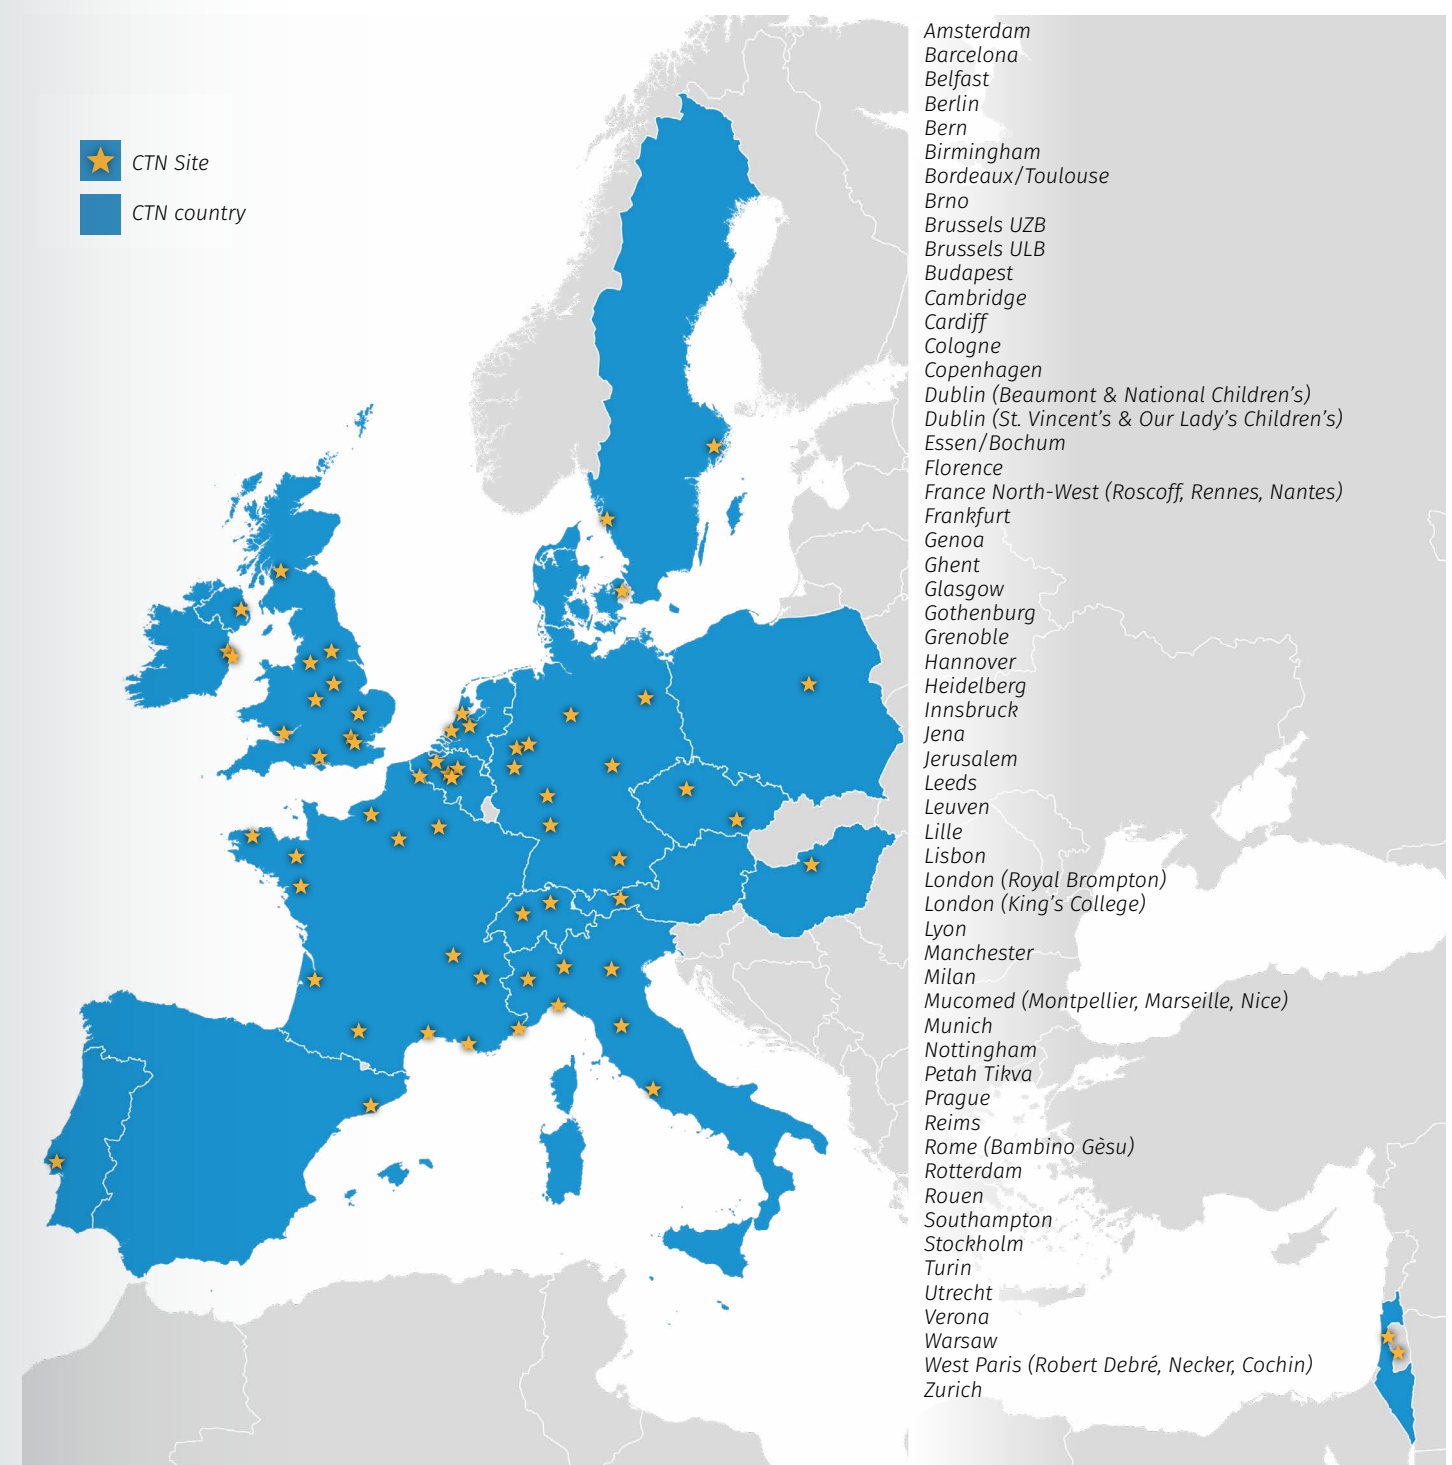 CTN Site
CTN country
Amsterdam
Barcelona
Belfast
Berlin
Bern
Birmingham
Bordeaux/Toulouse
Brno
Brussels UZB
Brussels ULB
Budapest
Cambridge
Cardiff
Cologne
Copenhagen
Dublin (Beaumont & National Children's)
Dublin (St. Vincent's & Our Lady's Children's)
Essen/Bochum
Florence
France North-West (Roscoff, Rennes, Nantes)
Frankfurt
Genoa
Ghent
Glasgow
Gothenburg
Grenoble
Hannover
Heidelberg
Innsbruck
Jena
Jerusalem
Leeds
Leuven
Lille
Lisbon
London (Royal Brompton)
London (King's College)
Lyon
Manchester
Milan
Mucomed (Montpellier, Marseille, Nice)
Munich
Nottingham
Petah Tikva
Prague
Reims
Rome (Bambino Gèsu)
Rotterdam
Rouen
Southampton
Stockholm
Turin
Utrecht
Verona
Warsaw
West Paris (Robert Debré, Necker, Cochin)
Zurich